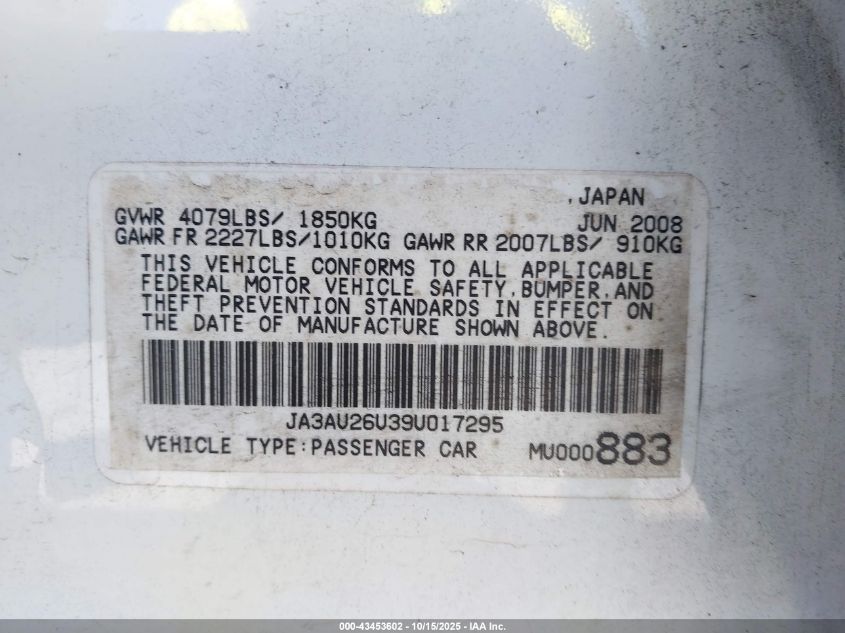 , JAPAN
GVWR 4079LBS/ 1850KG JUN 2008
GAWR FR 2227LBS/1010KG GAWR RR 2007LBS/ 910KG
THIS VEHICLE CONFORMS TO ALL APPLICABLE
FEDERAL MOTOR VEHICLE SAFETY, BUMPER, AND
THEFT PREVENTION STANDARDS IN EFFECT ON
THE DATE OF MANUFACTURE SHOWN ABOVE.
JA3AU26U39U017295
VEHICLE TYPE:PASSENGER CAR MU000883
000-43453602 - 10/15/2025 - IAA Inc.